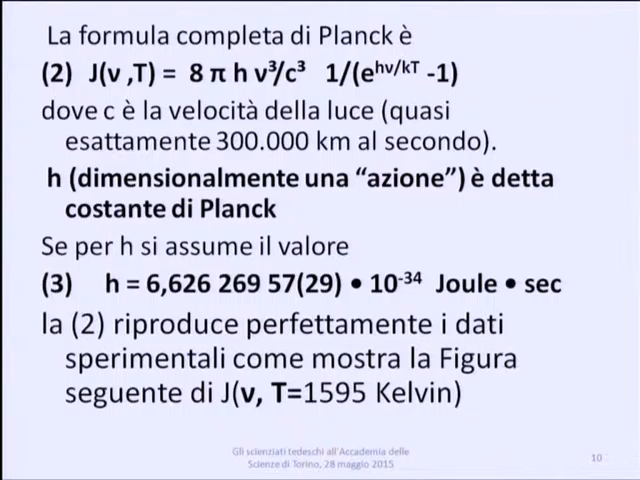 La formula completa di Planck è
(2) J(ν ,T) = 8 π h ν³/c³ 1/(e^hν/kT -1)
dove c è la velocità della luce (quasi
esattamente 300.000 km al secondo).
h (dimensionalmente una “azione”) è detta
costante di Planck
Se per h si assume il valore
(3) h = 6,626 269 57(29) • 10⁻³⁴ Joule • sec
la (2) riproduce perfettamente i dati
sperimentali come mostra la Figura
seguente di J(ν, T=1595 Kelvin)
Gli scienziati tedeschi all'Accademia delle
Scienze di Torino, 28 maggio 2015
10